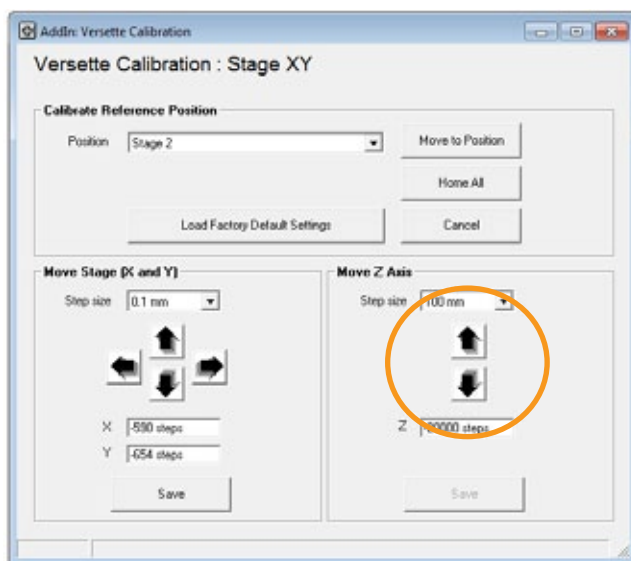 AddIn: Versette Calibration
Versette Calibration : Stage XY
Calibrate Reference Position
Position Stage 2 Move to Position
Home All
Load Factory Default Settings Cancel
Move Stage (X and Y) Move Z Axis
Step size 0.1 mm Step size 100 mm
X -590 steps Z -20000 steps
Y -654 steps
Save Save